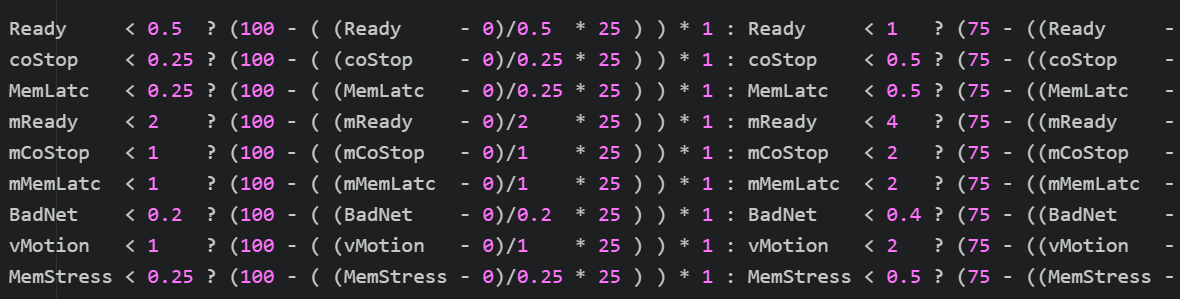 Ready < 0.5 ? (100 - ( (Ready - 0)/0.5 * 25 ) ) * 1 : Ready < 1 ? (75 - ((Ready -
coStop < 0.25 ? (100 - ( (coStop - 0)/0.25 * 25 ) ) * 1 : coStop < 0.5 ? (75 - ((coStop -
MemLatc < 0.25 ? (100 - ( (MemLatc - 0)/0.25 * 25 ) ) * 1 : MemLatc < 0.5 ? (75 - ((MemLatc -
mReady < 2 ? (100 - ( (mReady - 0)/2 * 25 ) ) * 1 : mReady < 4 ? (75 - ((mReady -
mCoStop < 1 ? (100 - ( (mCoStop - 0)/1 * 25 ) ) * 1 : mCoStop < 2 ? (75 - ((mCoStop -
mMemLatc < 1 ? (100 - ( (mMemLatc - 0)/1 * 25 ) ) * 1 : mMemLatc < 2 ? (75 - ((mMemLatc -
BadNet < 0.2 ? (100 - ( (BadNet - 0)/0.2 * 25 ) ) * 1 : BadNet < 0.4 ? (75 - ((BadNet -
vMotion < 1 ? (100 - ( (vMotion - 0)/1 * 25 ) ) * 1 : vMotion < 2 ? (75 - ((vMotion -
MemStress < 0.25 ? (100 - ( (MemStress - 0)/0.25 * 25 ) ) * 1 : MemStress < 0.5 ? (75 - ((MemStress -